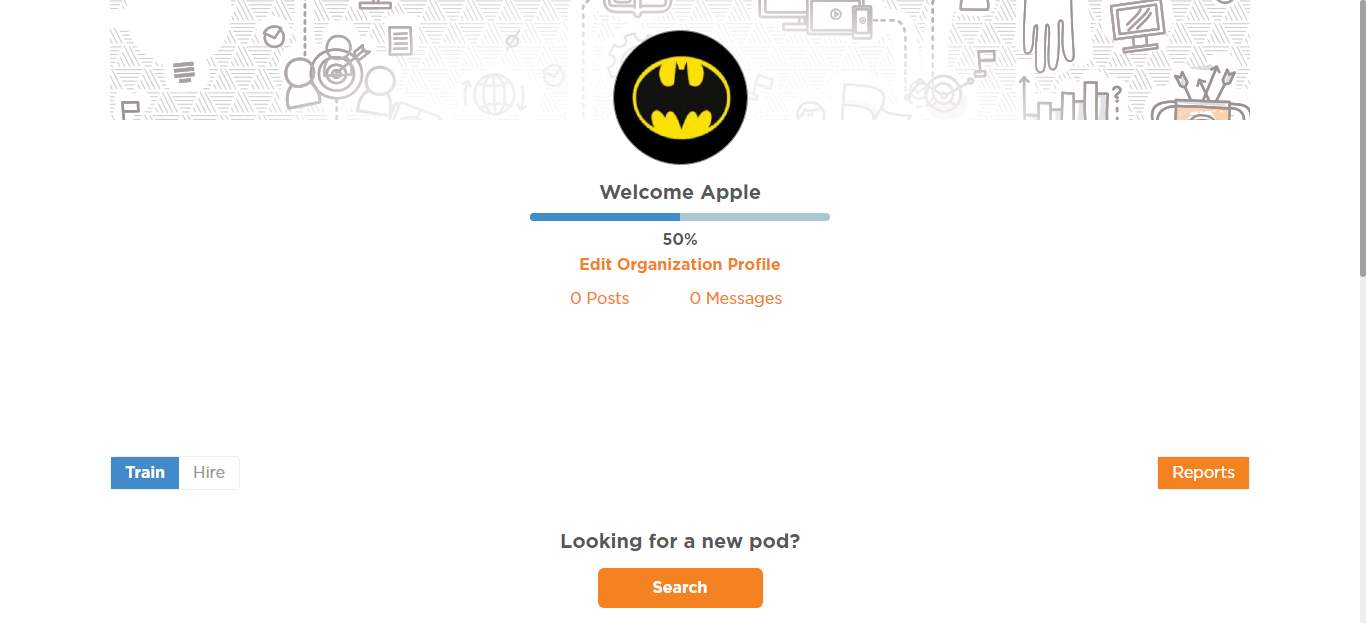 Welcome Apple
50%
Edit Organization Profile
0 Posts 0 Messages
Train Hire Reports
Looking for a new pod?
Search